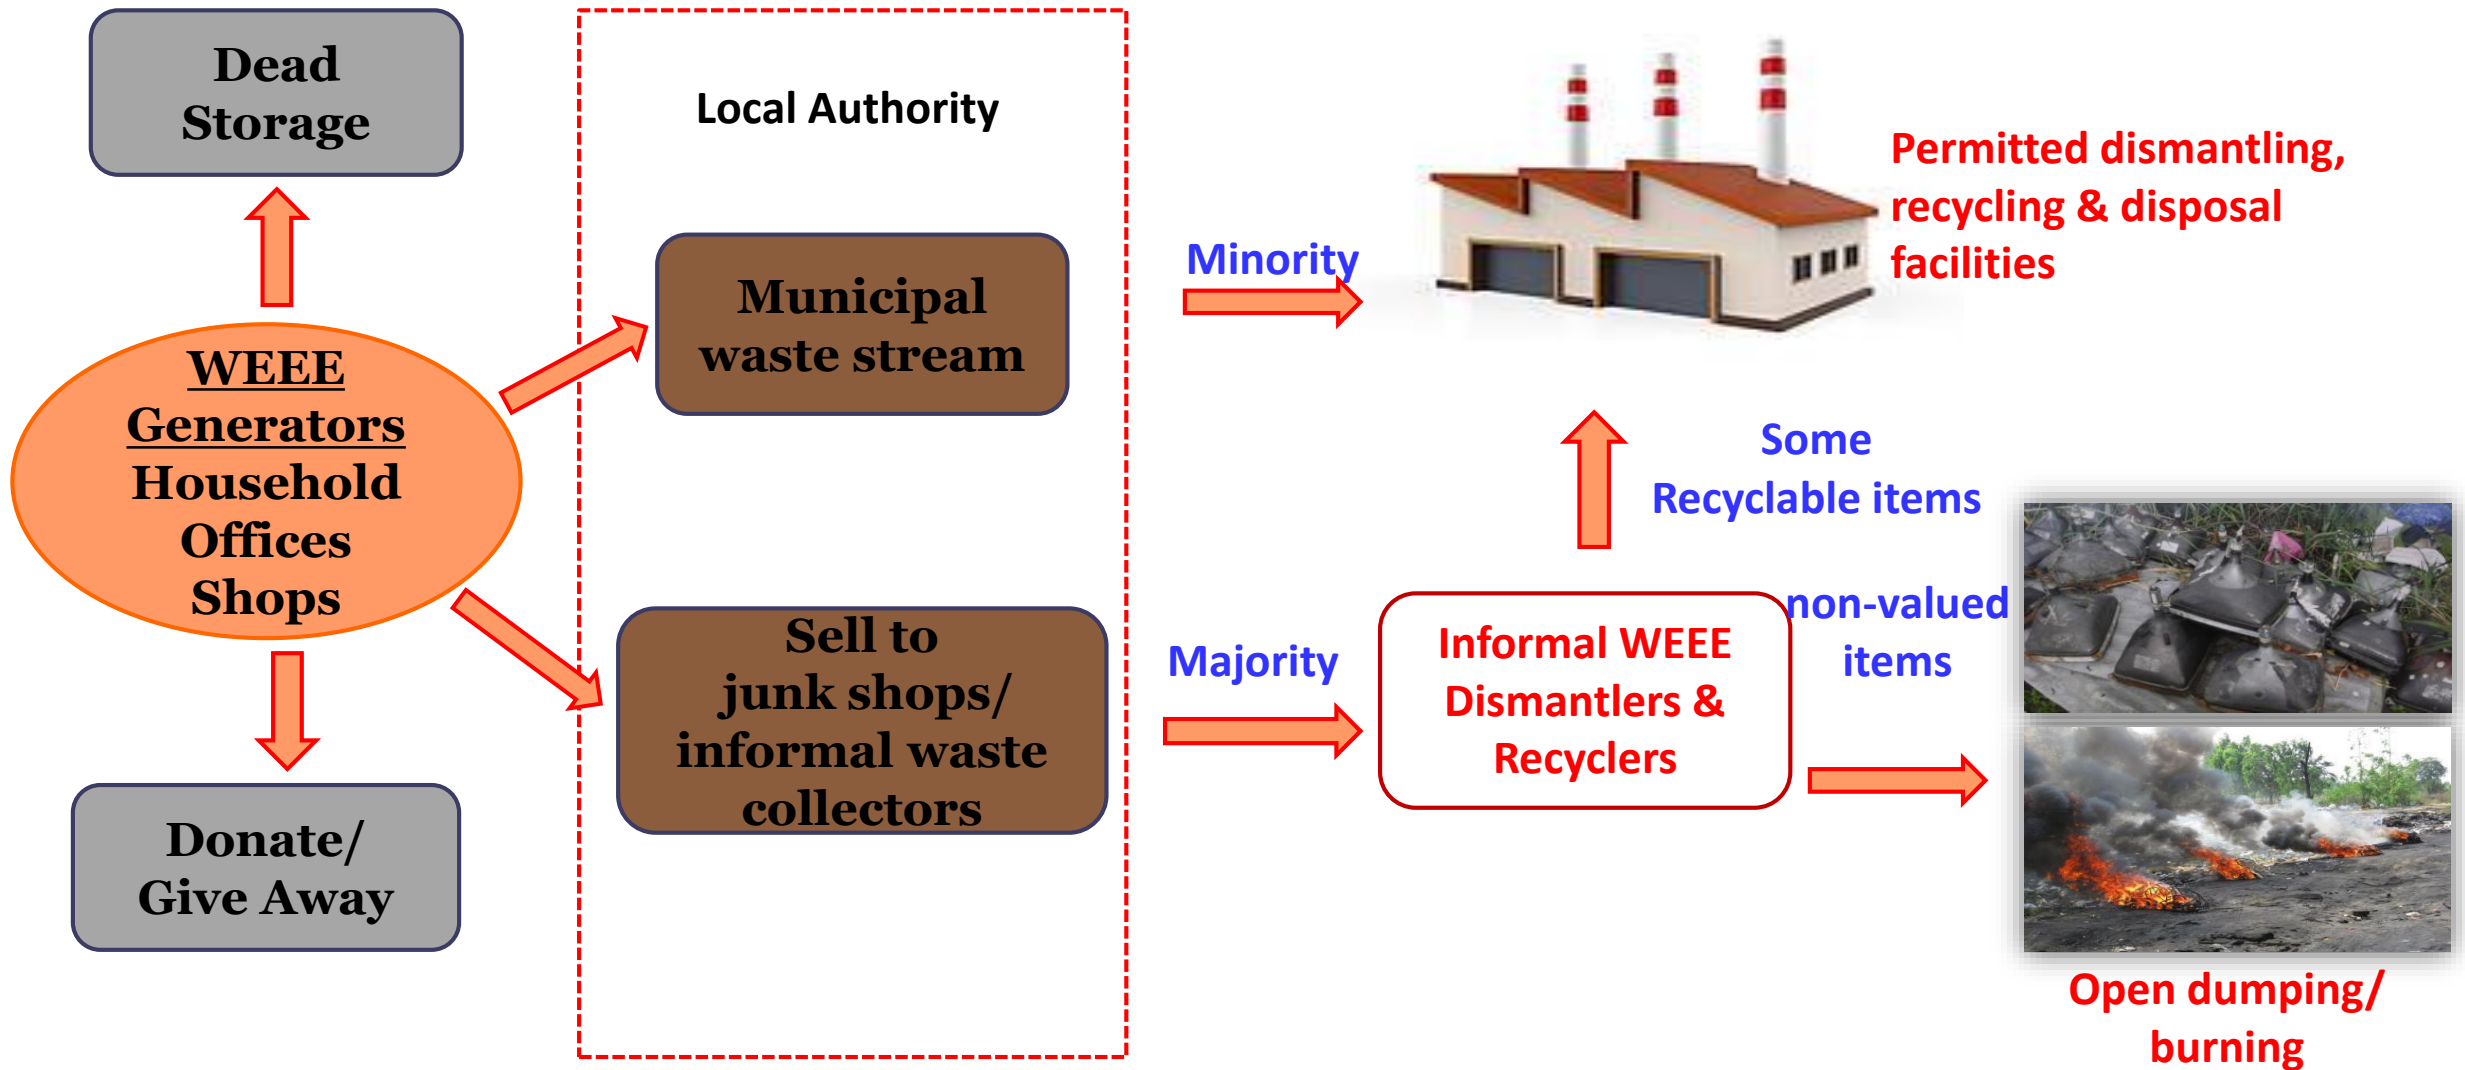 Dead
Storage
Local Authority
Permitted dismantling,
recycling & disposal
facilities
Municipal
waste stream
Minority
WEEE
Generators
Household
Offices
Shops
Some
Recyclable items
Sell to
junk shops/
informal waste
collectors
Majority
Informal WEEE
Dismantlers &
Recyclers
non-valued
items
Donate/
Give Away
Open dumping/
burning